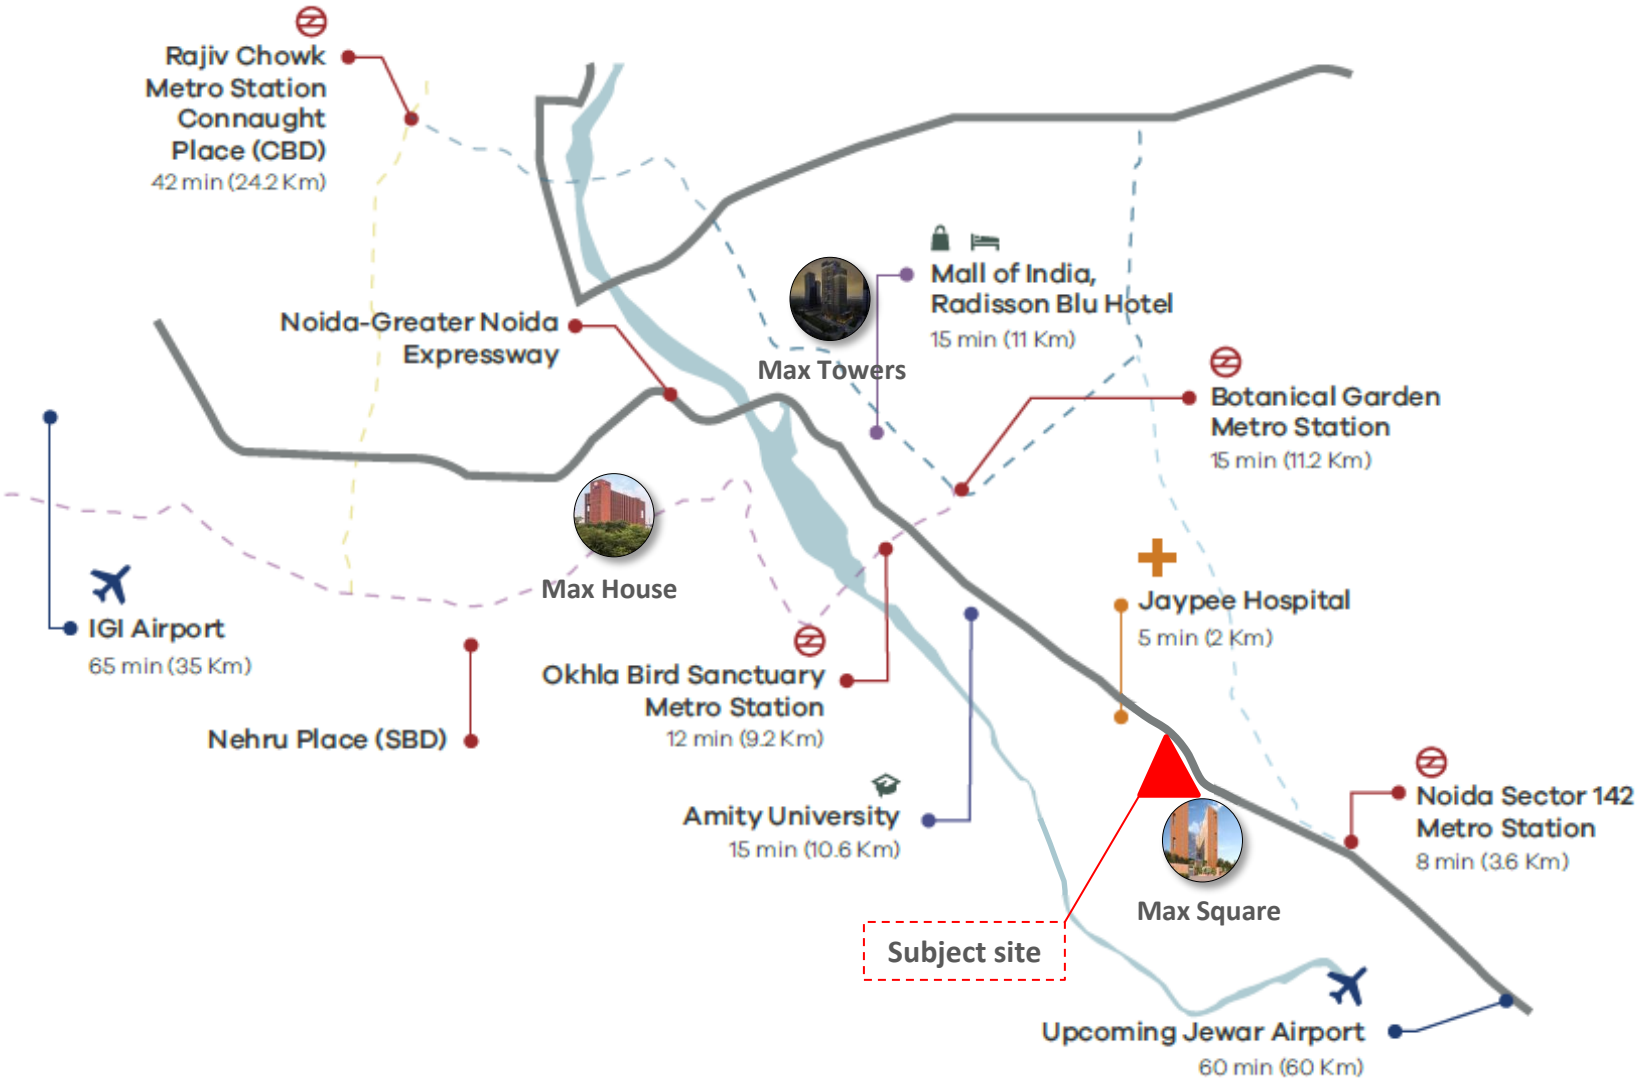 Rajiv Chowk
Metro Station
Connaught
Place (CBD)
42 min (24.2 Km)
Mall of India,
Radisson Blu Hotel
15 min (11 Km)
Noida-Greater Noida
Expressway
Max Towers
Botanical Garden
Metro Station
15 min (11.2 Km)
Max House
IGI Airport
65 min (35 Km)
Jaypee Hospital
5 min (2 Km)
Okhla Bird Sanctuary
Metro Station
12 min (9.2 Km)
Nehru Place (SBD)
Amity University
15 min (10.6 Km)
Noida Sector 142
Metro Station
8 min (3.6 Km)
Max Square
Subject site
Upcoming Jewar Airport
60 min (60 Km)